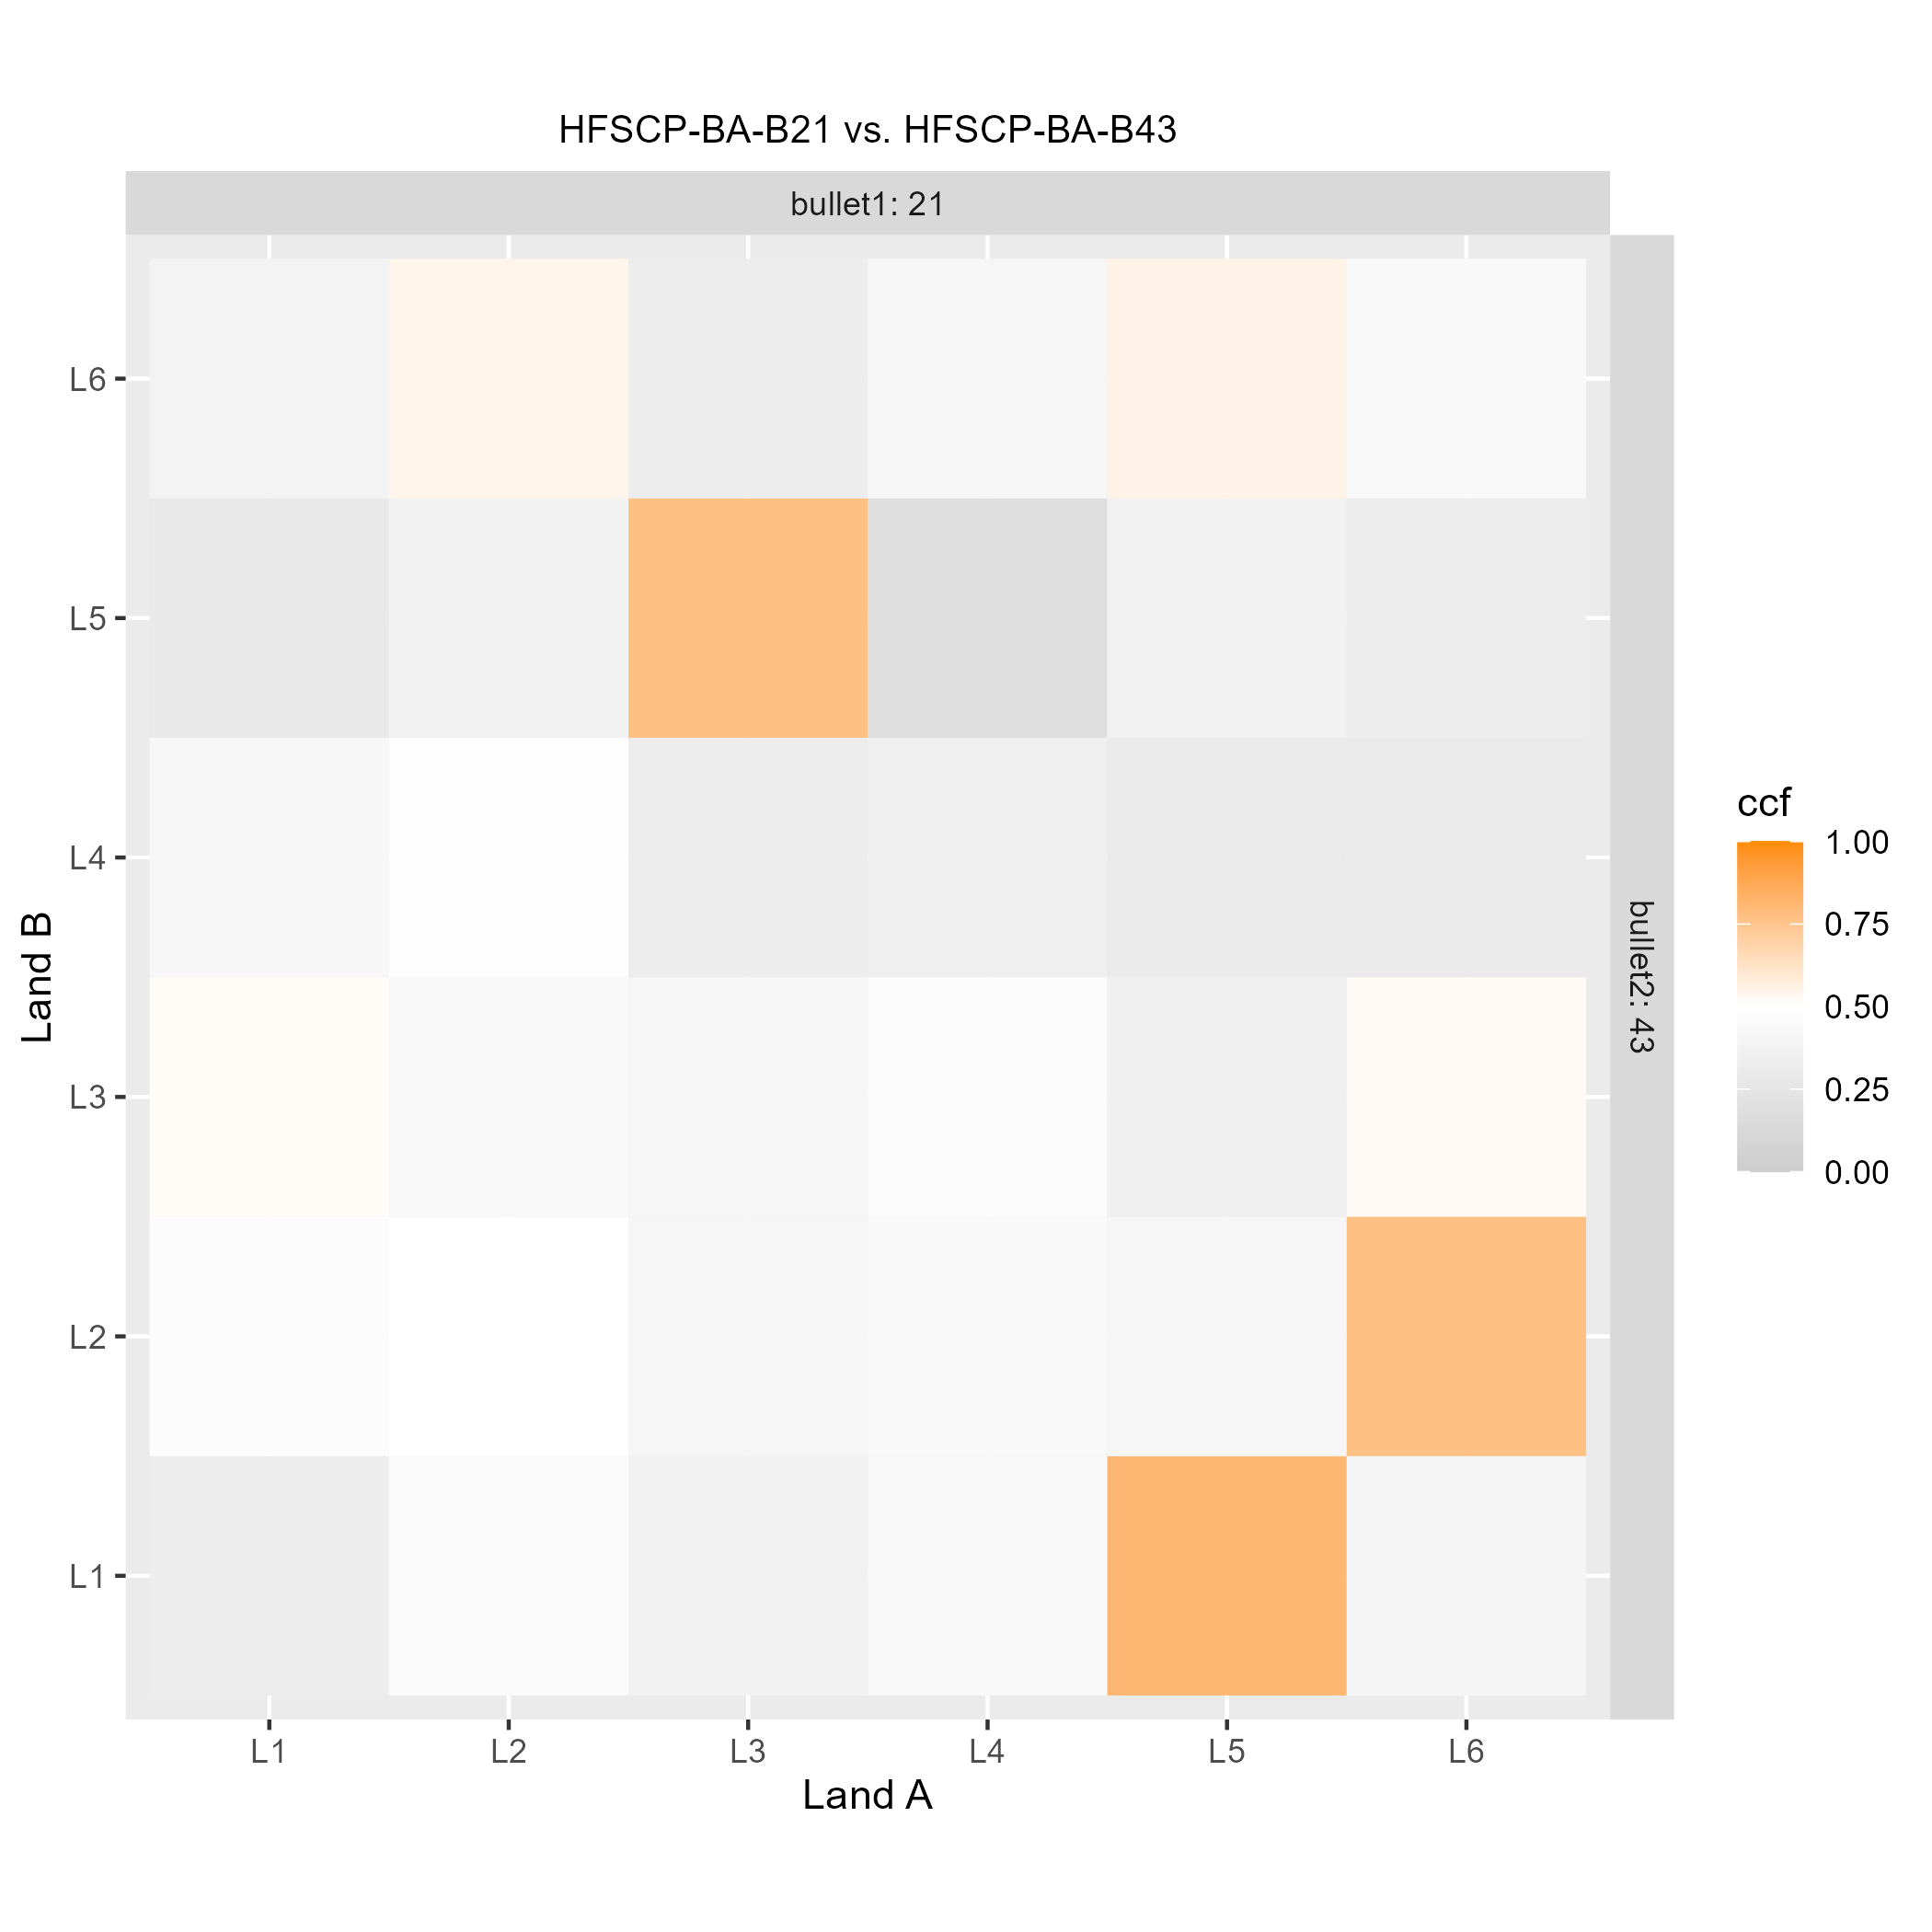 HFSCP-BA-B21 vs. HFSCP-BA-B43
bullet1: 21
L6
L5
L4
L3
L2
L1
Land B
bullet2: 43
L1 L2 L3 L4 L5 L6
Land A
ccf
1.00
0.75
0.50
0.25
0.00